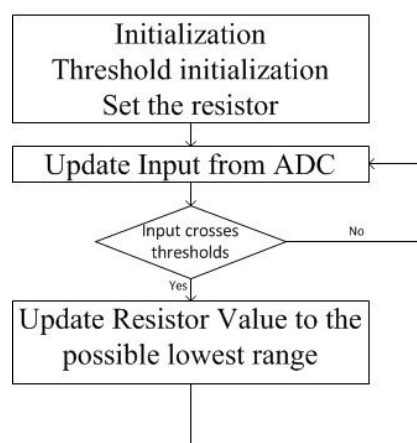 Initialization
Threshold initialization
Set the resistor
Update Input from ADC
Input crosses
thresholds
No
Yes
Update Resistor Value to the
possible lowest range